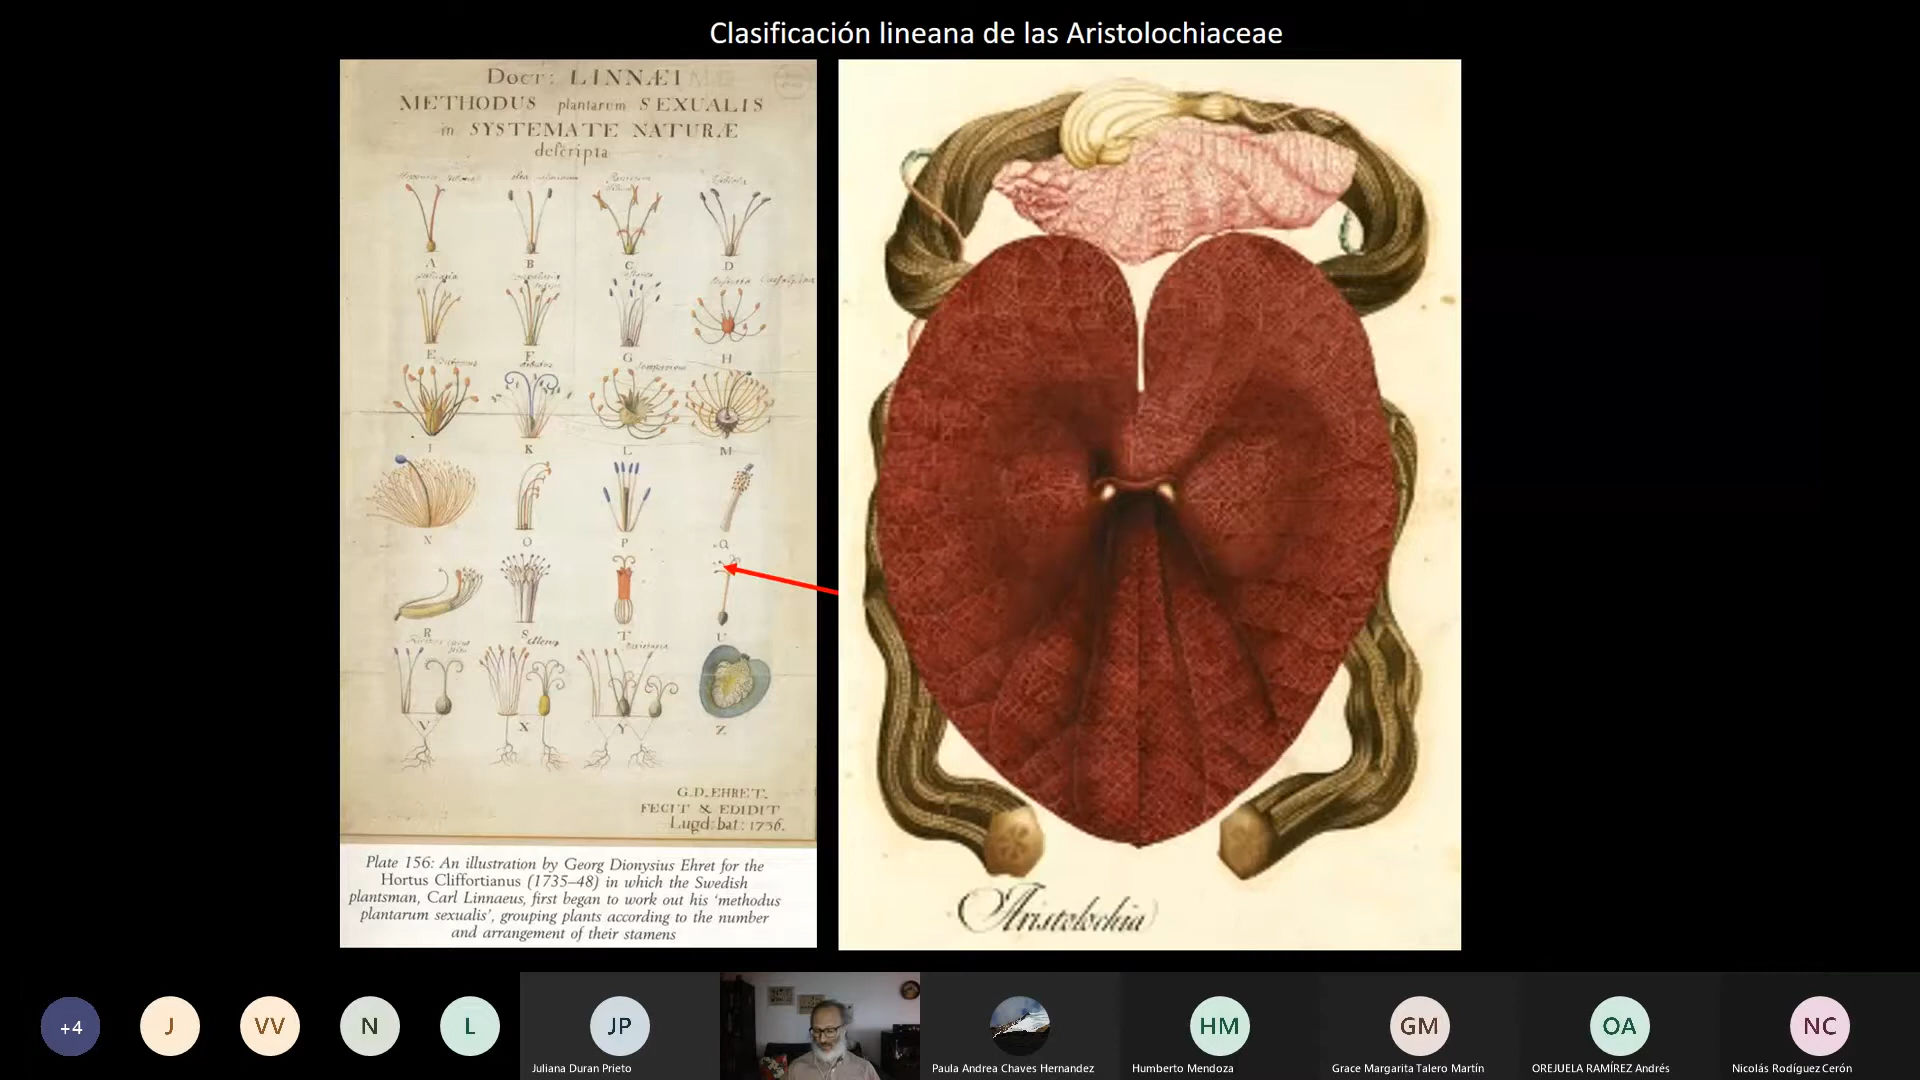 Clasificación lineana de las Aristolochiaceae
Doct: LINNÆI
METHODUS plantarum SEXUALIS
in SYSTEMATE NATURÆ
defcripta
A
B
C
D
E
F
G
H
I
K
L
M
N
O
P
Q
R
S
T
U
V
X
Y
Z
G.D.EHRET.
FECIT & EDIDIT
Lugd: bat: 1736.
Plate 156: An illustration by Georg Dionysius Ehret for the
Hortus Cliffortianus (1735–48) in which the Swedish
plantsman, Carl Linnaeus, first began to work out his 'methodus
plantarum sexualis', grouping plants according to the number
and arrangement of their stamens
Aristolochia
+4
J
VV
N
L
JP
HM
GM
OA
NC
Juliana Duran Prieto
Paula Andrea Chaves Hernandez
Humberto Mendoza
Grace Margarita Talero Martín
OREJUELA RAMÍREZ Andrés
Nicolás Rodíguez Cerón